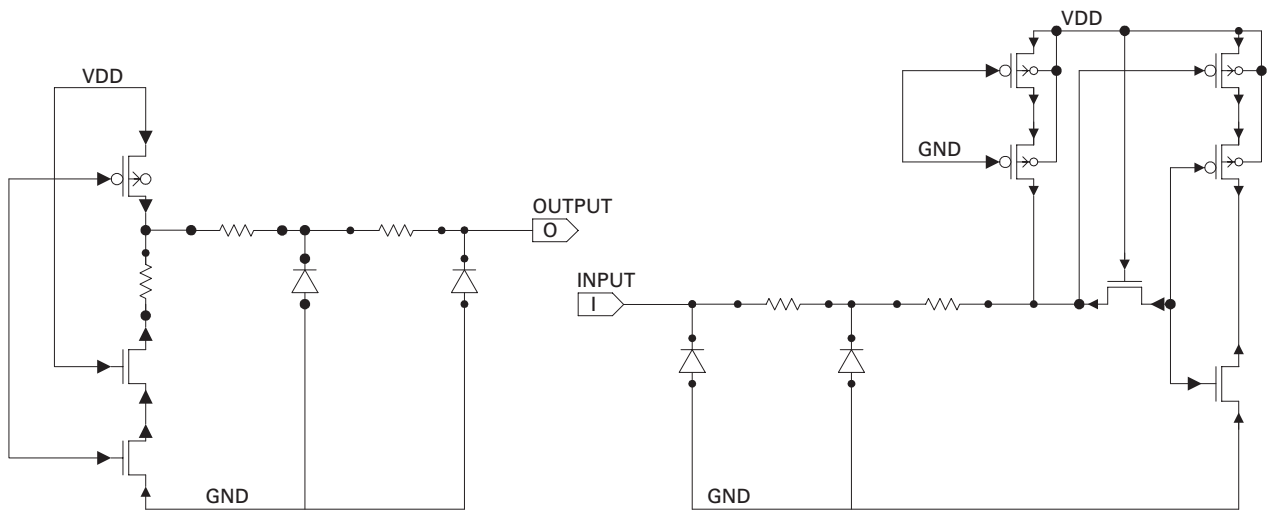 VDD
OUTPUT
O
GND
VDD
GND
INPUT
I
GND